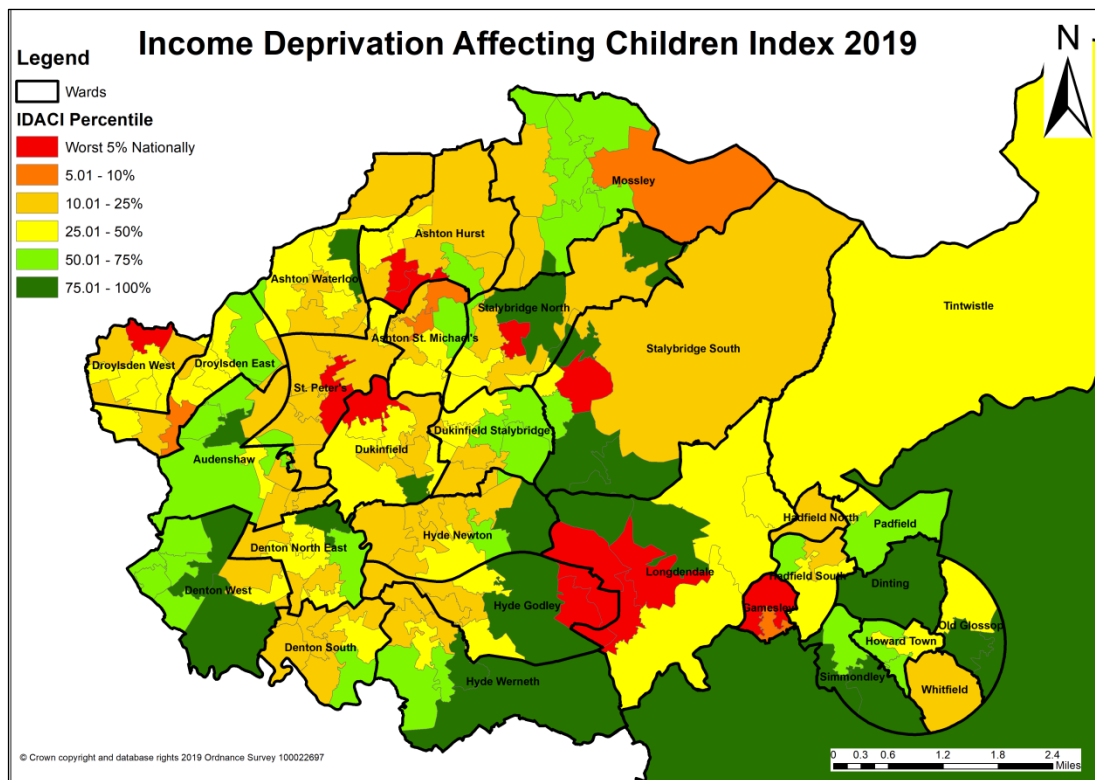 Income Deprivation Affecting Children Index 2019
N
Legend
Wards
IDACI Percentile
Worst 5% Nationally
5.01 - 10%
10.01 - 25%
25.01 - 50%
50.01 - 75%
75.01 - 100%
Mossley
Ashton Hurst
Ashton Waterloo
Tintwistle
Stalybridge North
Ashton St. Michael's
Stalybridge South
Droylsden West
Droylsden East
St. Peter's
Dukinfield Stalybridge
Dukinfield
Audenshaw
Hadfield North
Padfield
Hyde Newton
Denton North East
Longdendale
Hadfield South
Dinting
Denton West
Hyde Godley
Gamesley
Old Glossop
Howard Town
Denton South
Simmondley
Hyde Werneth
Whitfield
© Crown copyright and database rights 2019 Ordnance Survey 100022697
0 0.3 0.6 1.2 1.8 2.4
Miles